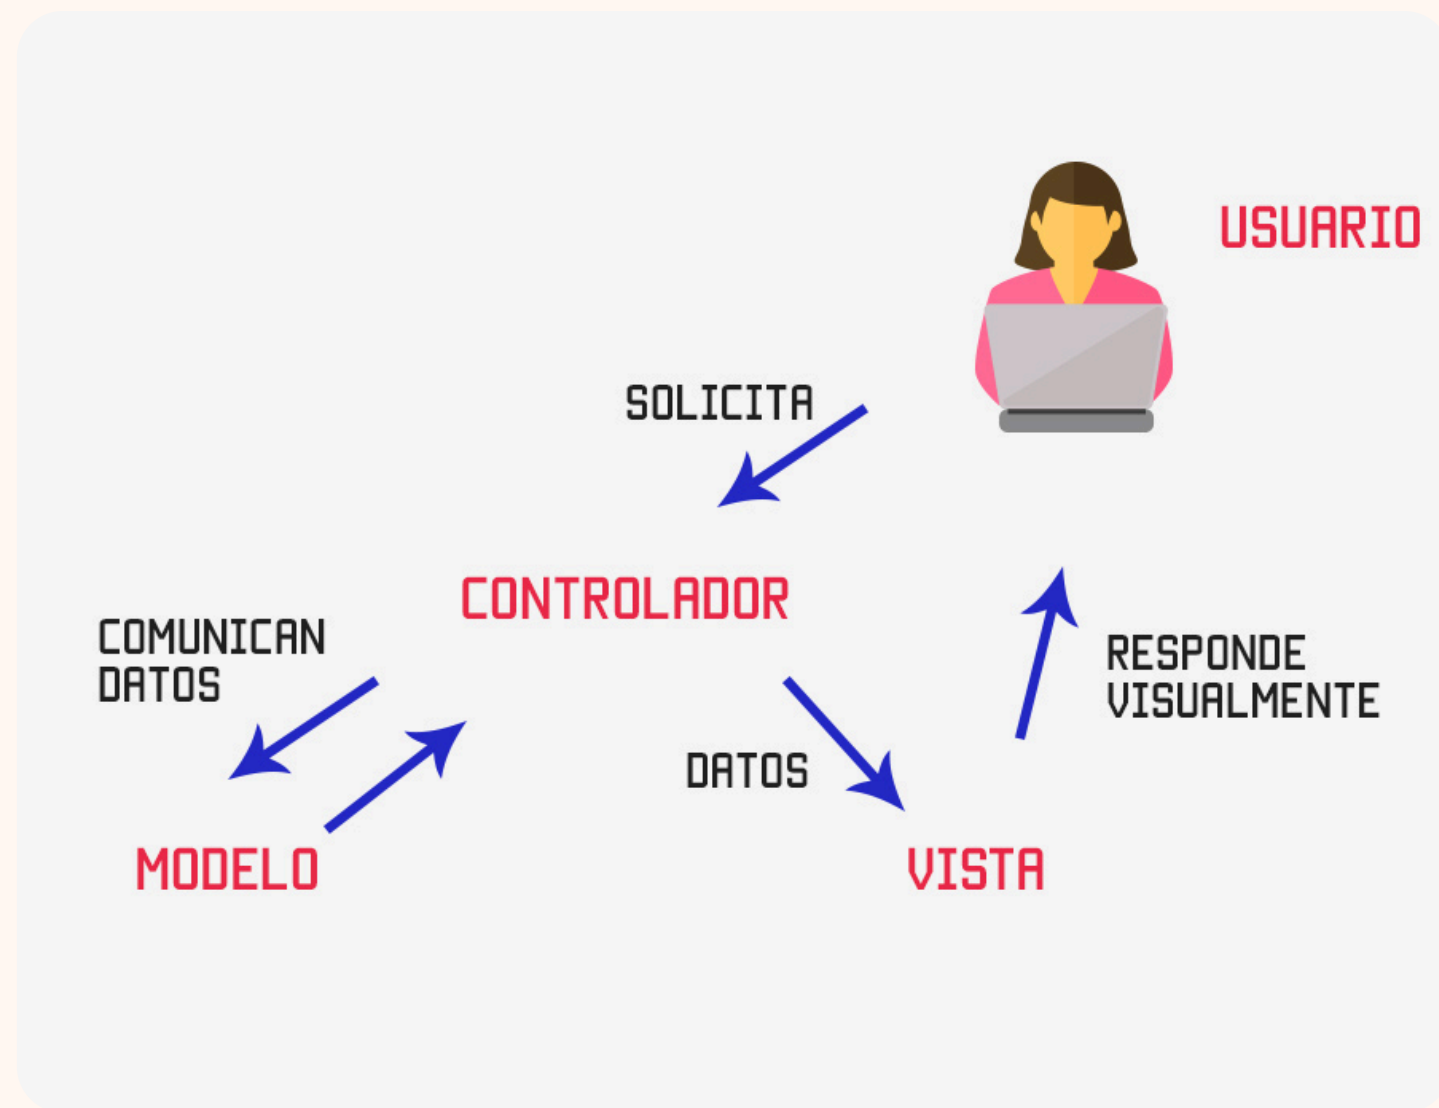 USUARIO
SOLICITA
CONTROLADOR
COMUNICAN
DATOS
RESPONDE
VISUALMENTE
DATOS
MODELO
VISTA